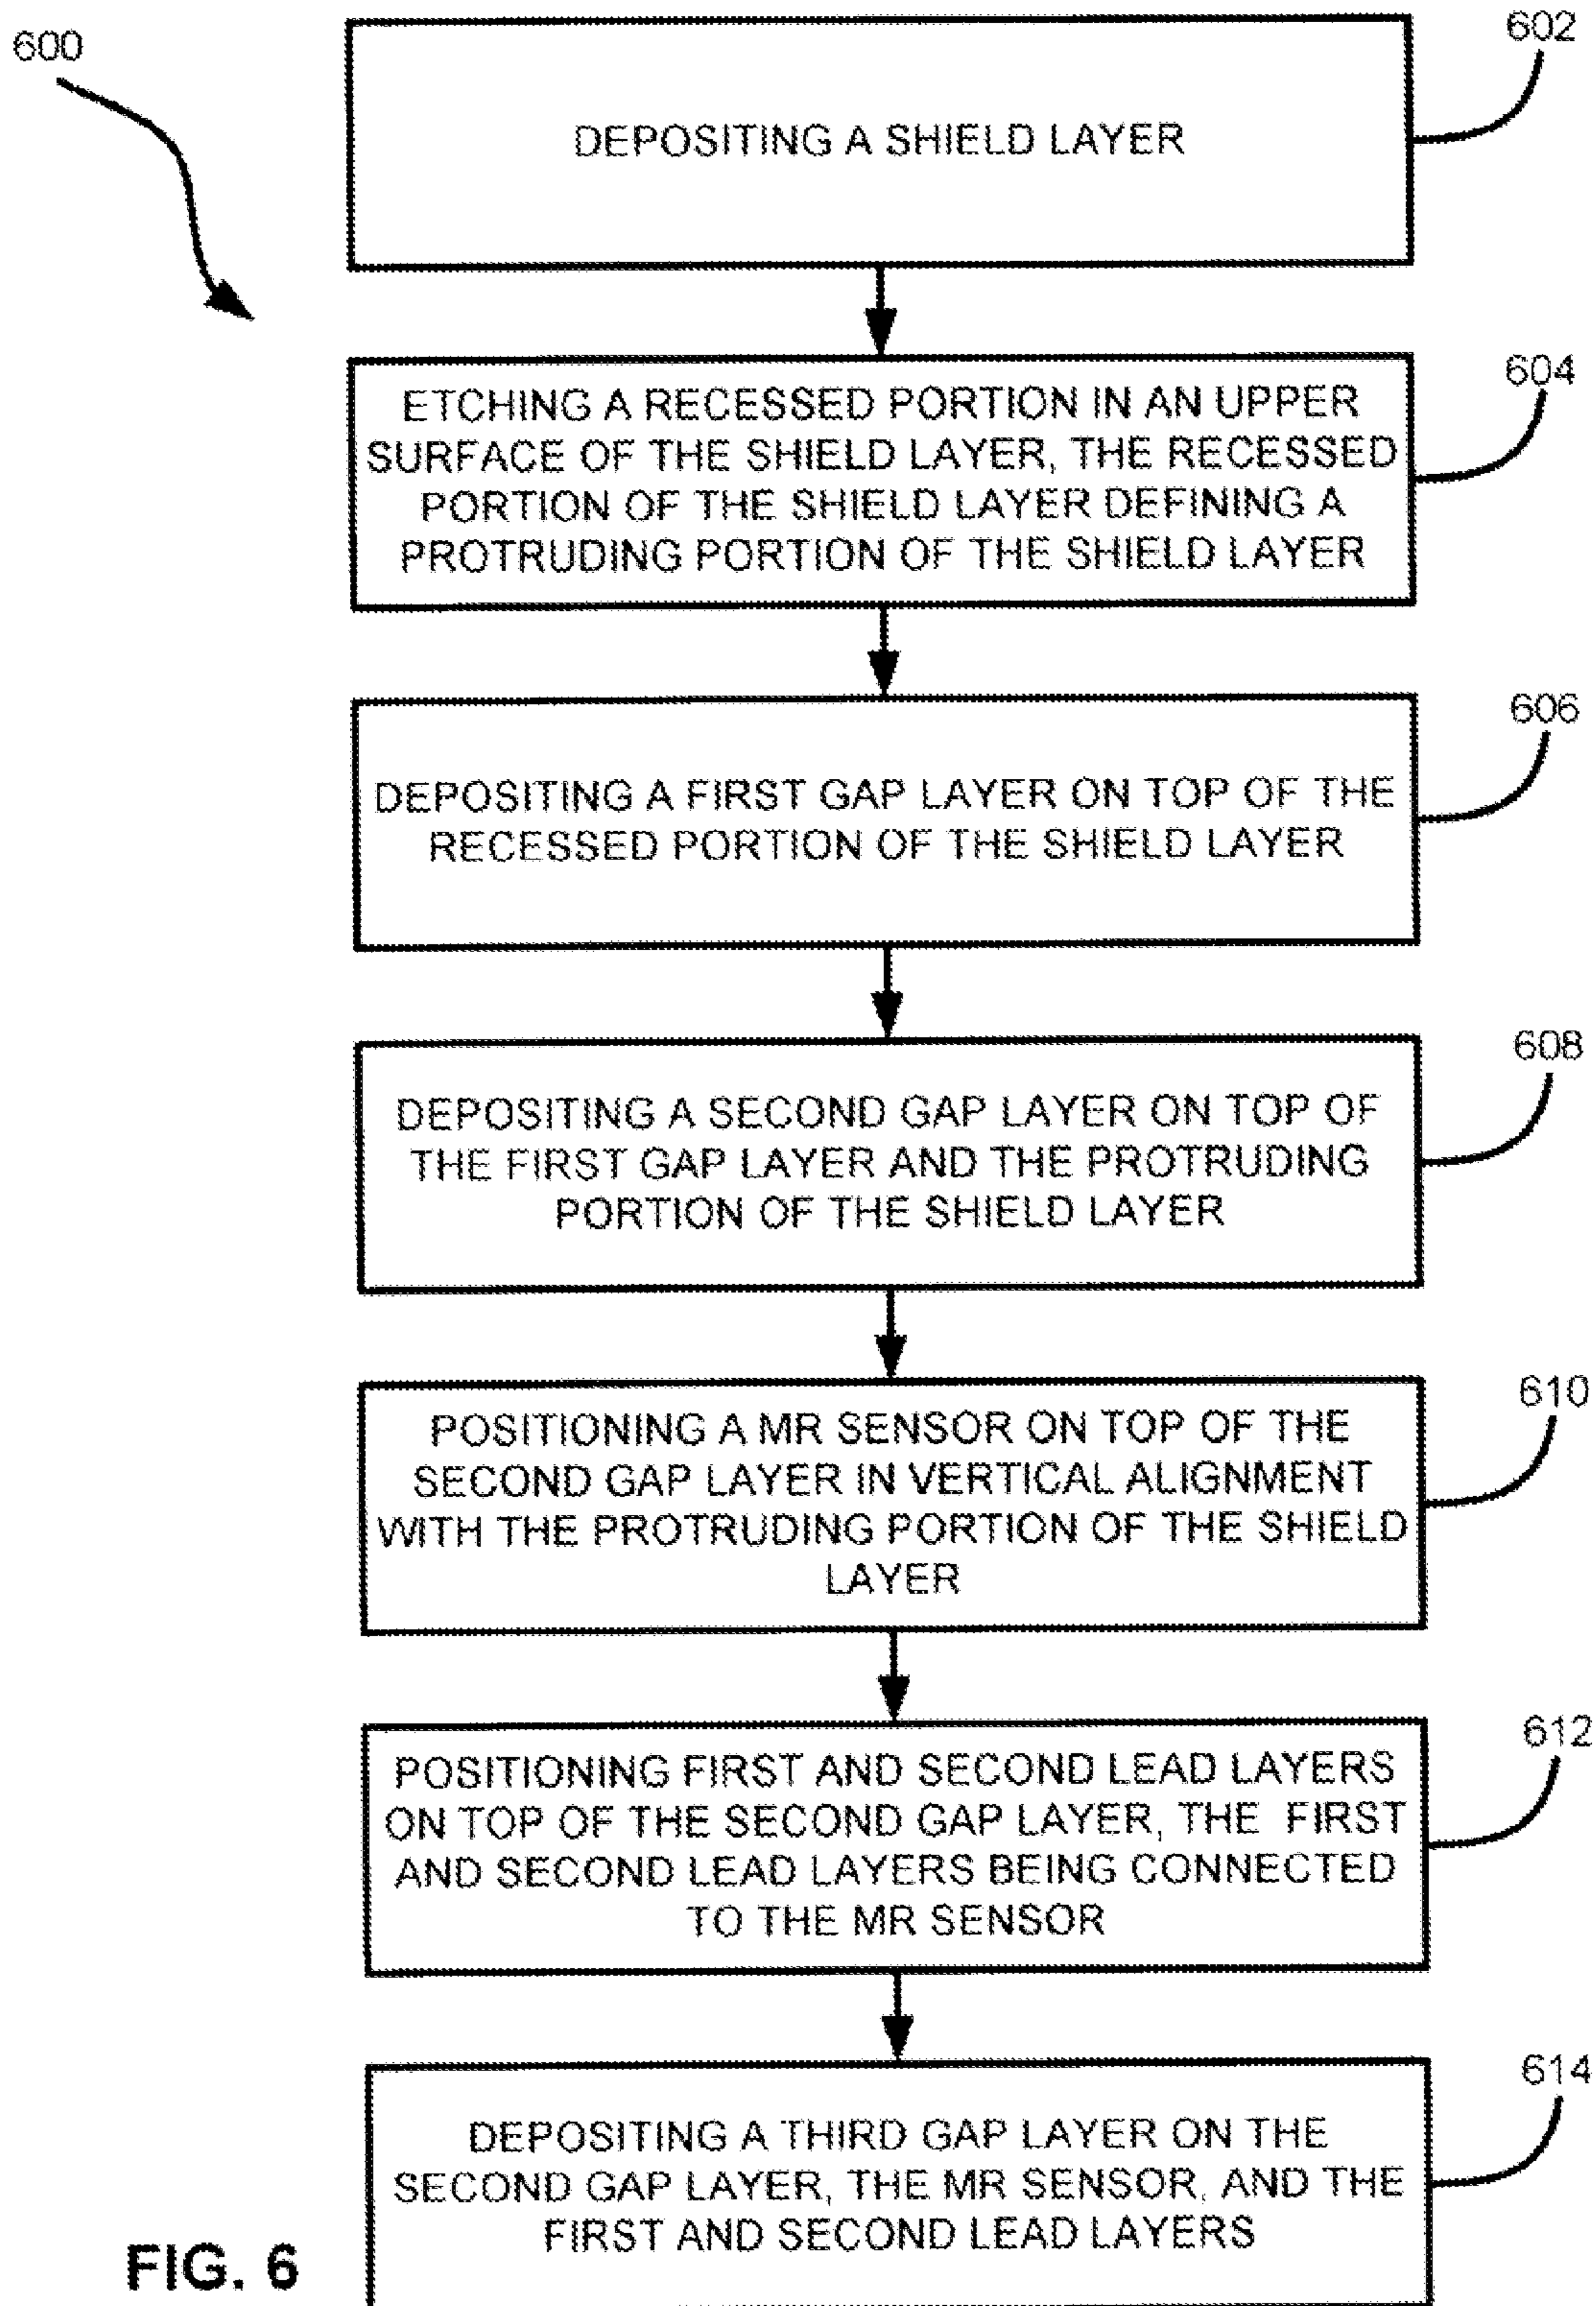 600
602
DEPOSITING A SHIELD LAYER
604
ETCHING A RECESSED PORTION IN AN UPPER
SURFACE OF THE SHIELD LAYER, THE RECESSED
PORTION OF THE SHIELD LAYER DEFINING A
PROTRUDING PORTION OF THE SHIELD LAYER
606
DEPOSITING A FIRST GAP LAYER ON TOP OF THE
RECESSED PORTION OF THE SHIELD LAYER
608
DEPOSITING A SECOND GAP LAYER ON TOP OF
THE FIRST GAP LAYER AND THE PROTRUDING
PORTION OF THE SHIELD LAYER
610
POSITIONING A MR SENSOR ON TOP OF THE
SECOND GAP LAYER IN VERTICAL ALIGNMENT
WITH THE PROTRUDING PORTION OF THE SHIELD
LAYER
612
POSITIONING FIRST AND SECOND LEAD LAYERS
ON TOP OF THE SECOND GAP LAYER, THE FIRST
AND SECOND LEAD LAYERS BEING CONNECTED
TO THE MR SENSOR
614
DEPOSITING A THIRD GAP LAYER ON THE
SECOND GAP LAYER, THE MR SENSOR, AND THE
FIRST AND SECOND LEAD LAYERS
FIG. 6